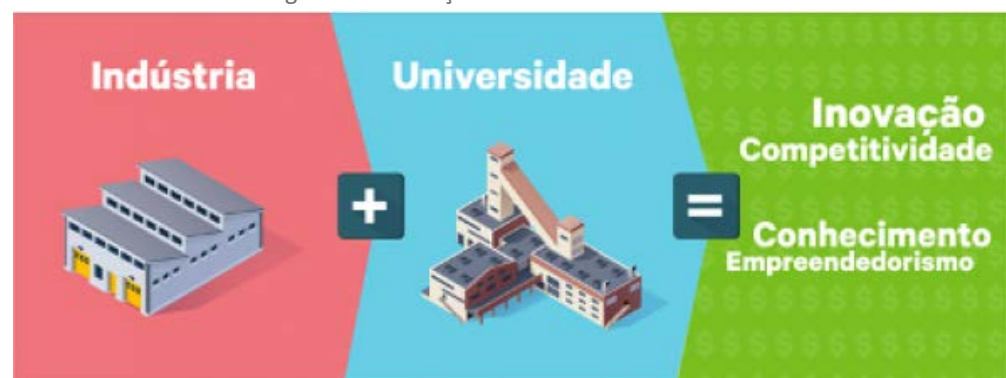 Indústria
+
Universidade
=
Inovação
Competitividade
Conhecimento
Empreendedorismo